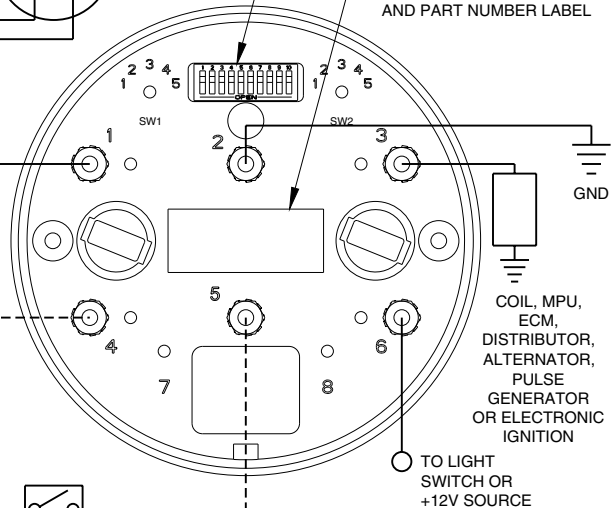 AND PART NUMBER LABEL
1 2 3 4 5
1 2 3 4 5 6 7 8 9 10
OPEN
1 2 3 4 5
SW1
SW2
1
2
3
GND
4
5
6
7
8
COIL, MPU,
ECM,
DISTRIBUTOR,
ALTERNATOR,
PULSE
GENERATOR
OR ELECTRONIC
IGNITION
TO LIGHT
SWITCH OR
+12V SOURCE